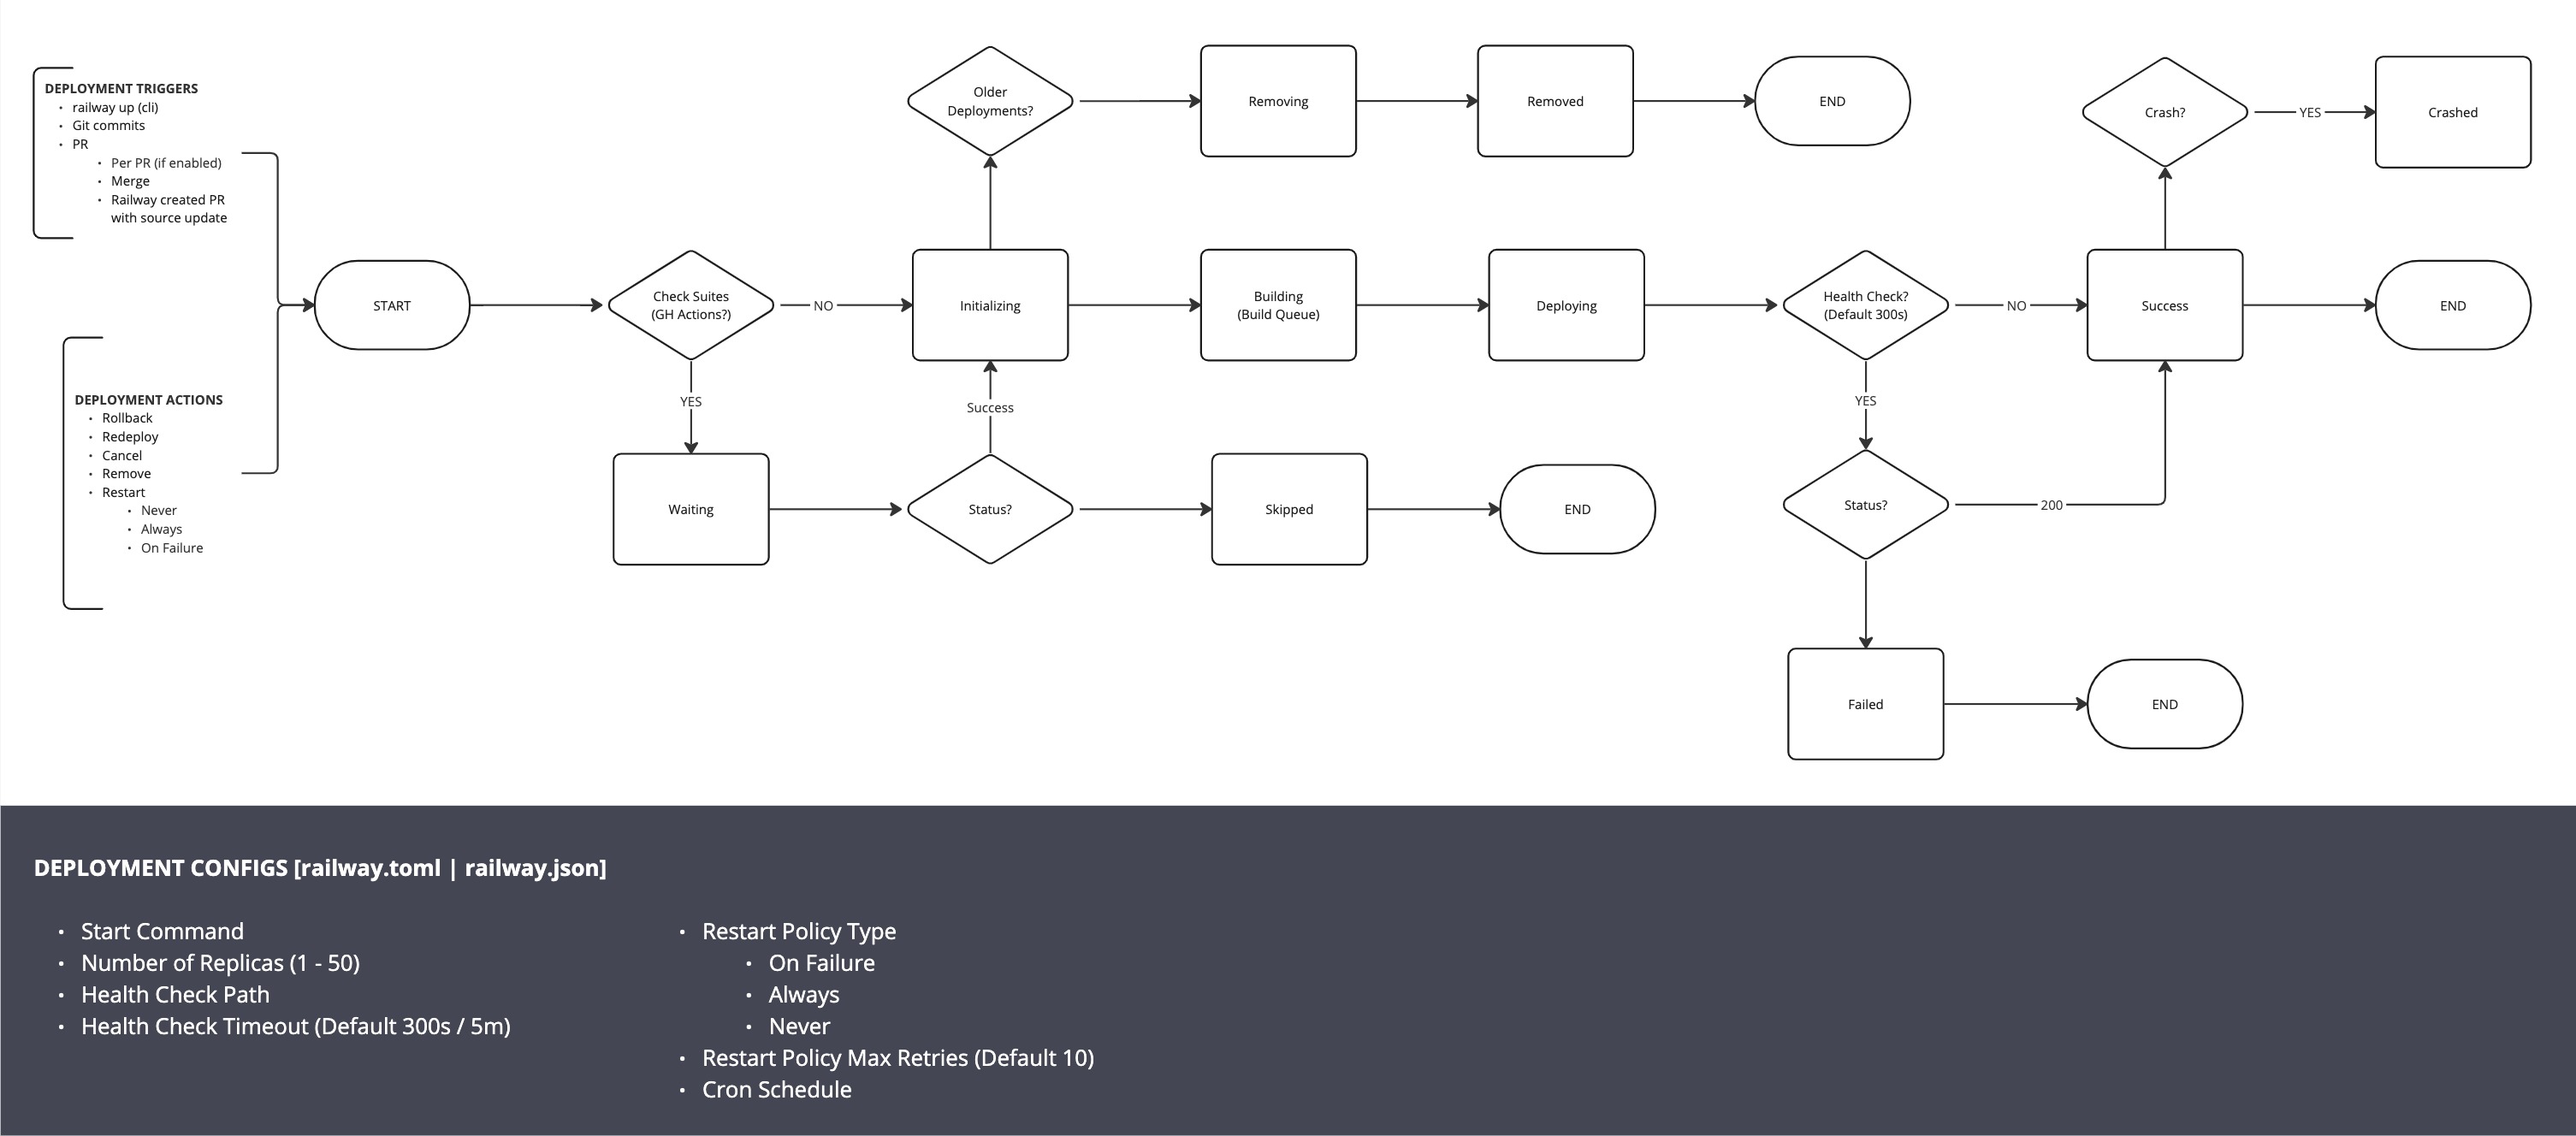 DEPLOYMENT TRIGGERS
railway up (cli)
Git commits
PR
Per PR (if enabled)
Merge
Railway created PR
with source update
DEPLOYMENT ACTIONS
Rollback
Redeploy
Cancel
Remove
Restart
Never
Always
On Failure
START
Check Suites
(GH Actions?)
NO
YES
Waiting
Older
Deployments?
Removing
Removed
END
Initializing
Building
(Build Queue)
Deploying
Success
Status?
Skipped
END
Health Check?
(Default 300s)
NO
YES
Status?
200
Failed
END
Crash?
YES
Crashed
Success
END
DEPLOYMENT CONFIGS [railway.toml | railway.json]
Start Command
Number of Replicas (1 - 50)
Health Check Path
Health Check Timeout (Default 300s / 5m)
Restart Policy Type
On Failure
Always
Never
Restart Policy Max Retries (Default 10)
Cron Schedule